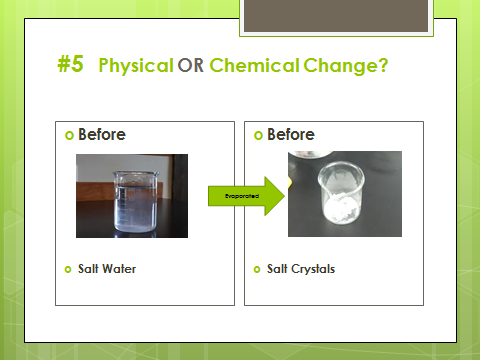 #5 Physical OR Chemical Change?
Before
Salt Water
Evaporated
Before
Salt Crystals